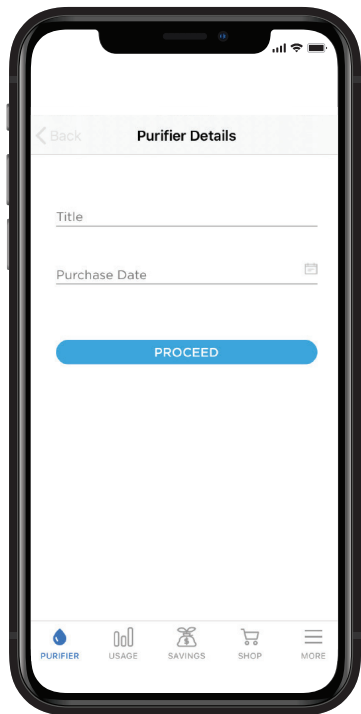 Back Purifier Details
Title
Purchase Date
PROCEED
$
PURIFIER USAGE SAVINGS SHOP MORE